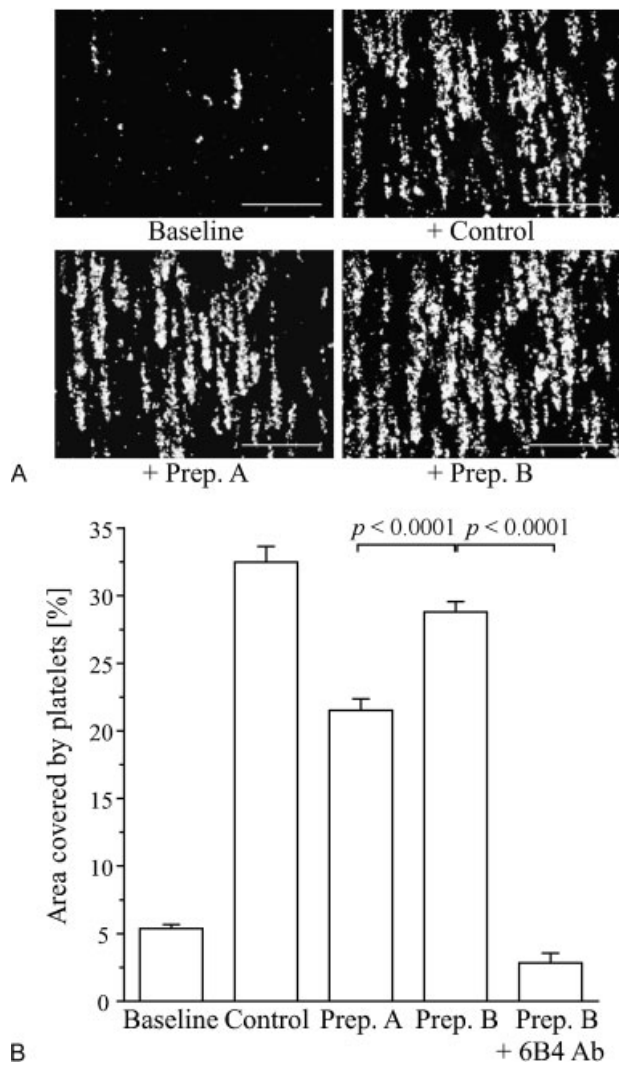 Baseline
+ Control
A
+ Prep. A
+ Prep. B
p < 0.0001
p < 0.0001
35
30
25
20
15
10
5
0
Area covered by platelets [%]
Baseline Control Prep. A Prep. B Prep. B
+ 6B4 Ab
B